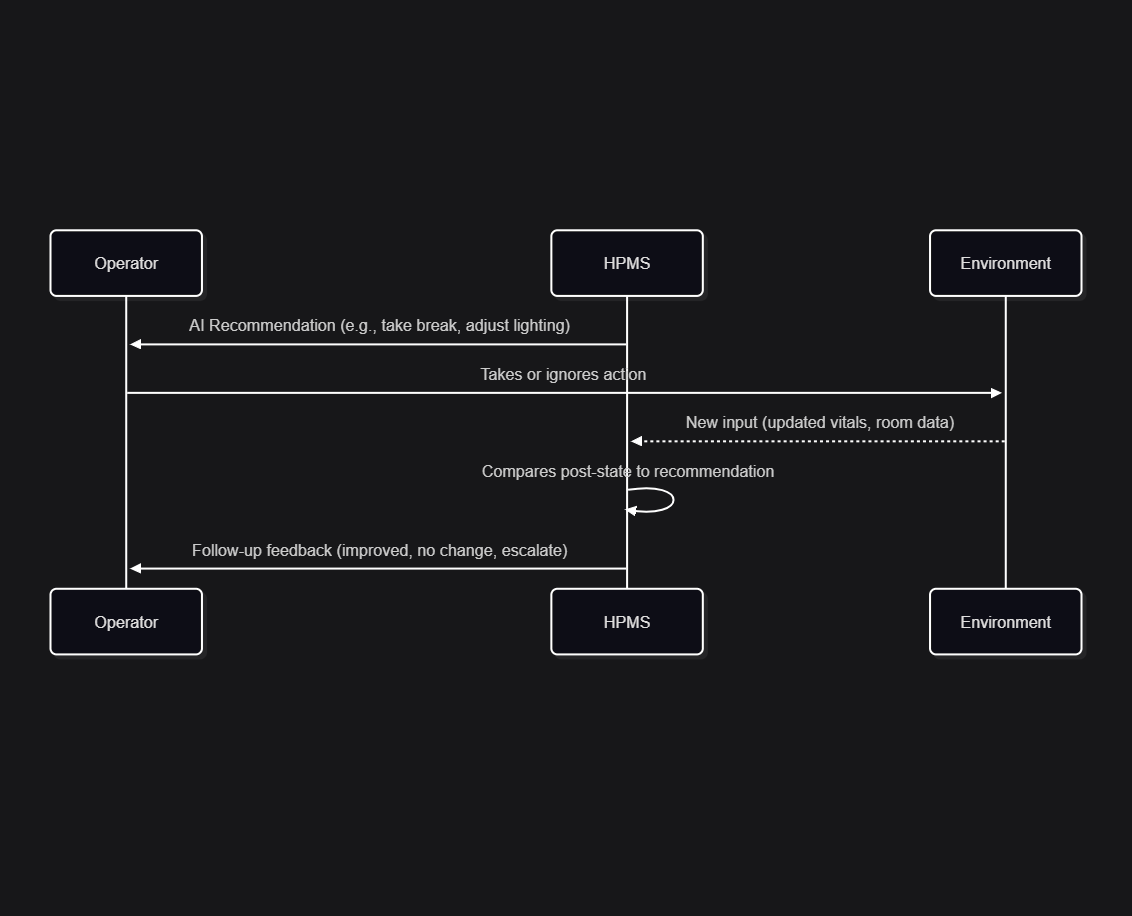 Operator
HPMS
Environment
AI Recommendation (e.g., take break, adjust lighting)
Takes or ignores action
New input (updated vitals, room data)
Compares post-state to recommendation
Follow-up feedback (improved, no change, escalate)
Operator
HPMS
Environment